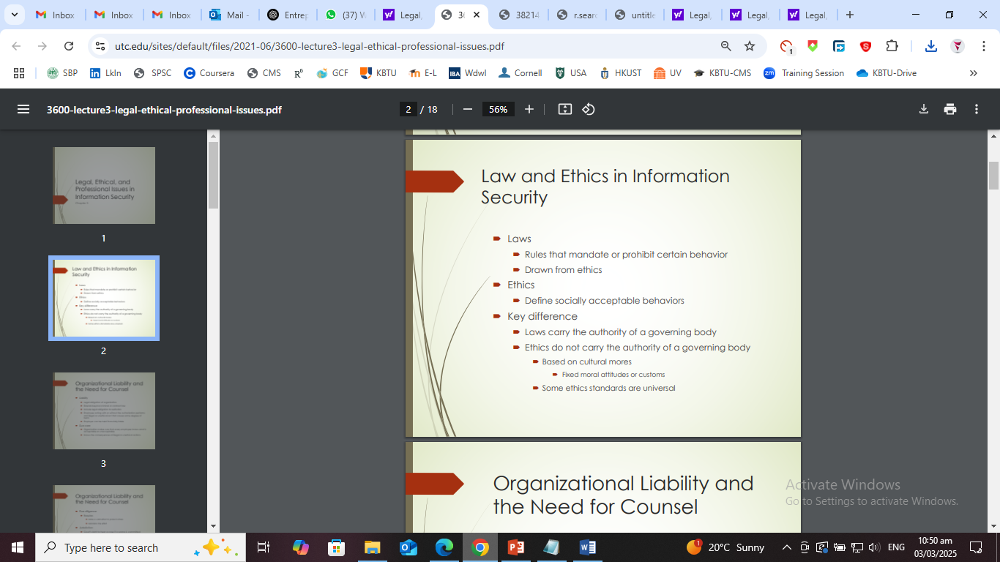 Inbox
Inbox
Inbox
Mail -
Entrep
(37) W
Legal,
38214
r.sear
untitle
Legal,
Legal,
Legal,
utc.edu/sites/default/files/2021-06/3600-lecture3-legal-ethical-professional-issues.pdf
1
SBP
LkIn
SPSC
Coursera
CMS
GCF
KBTU
E-L
IBA Wdwl
Cornell
USA
HKUST
UV
KBTU-CMS
zm Training Session
KBTU-Drive
3600-lecture3-legal-ethical-professional-issues.pdf
2 / 18
56%
Legal, Ethical, and
Professional Issues in
Information Security
1
Law and Ethics in Information
Security
2
Organizational Liability and
the Need for Counsel
3
Organizational Liability and
the Need for Counsel
Law and Ethics in Information
Security
Laws
Rules that mandate or prohibit certain behavior
Drawn from ethics
Ethics
Define socially acceptable behaviors
Key difference
Laws carry the authority of a governing body
Ethics do not carry the authority of a governing body
Based on cultural mores
Fixed moral attitudes or customs
Some ethics standards are universal
Organizational Liability and
the Need for Counsel
Activate Windows
Go to Settings to activate Windows.
Type here to search
1
20°C Sunny
ENG
10:50 am
03/03/2025